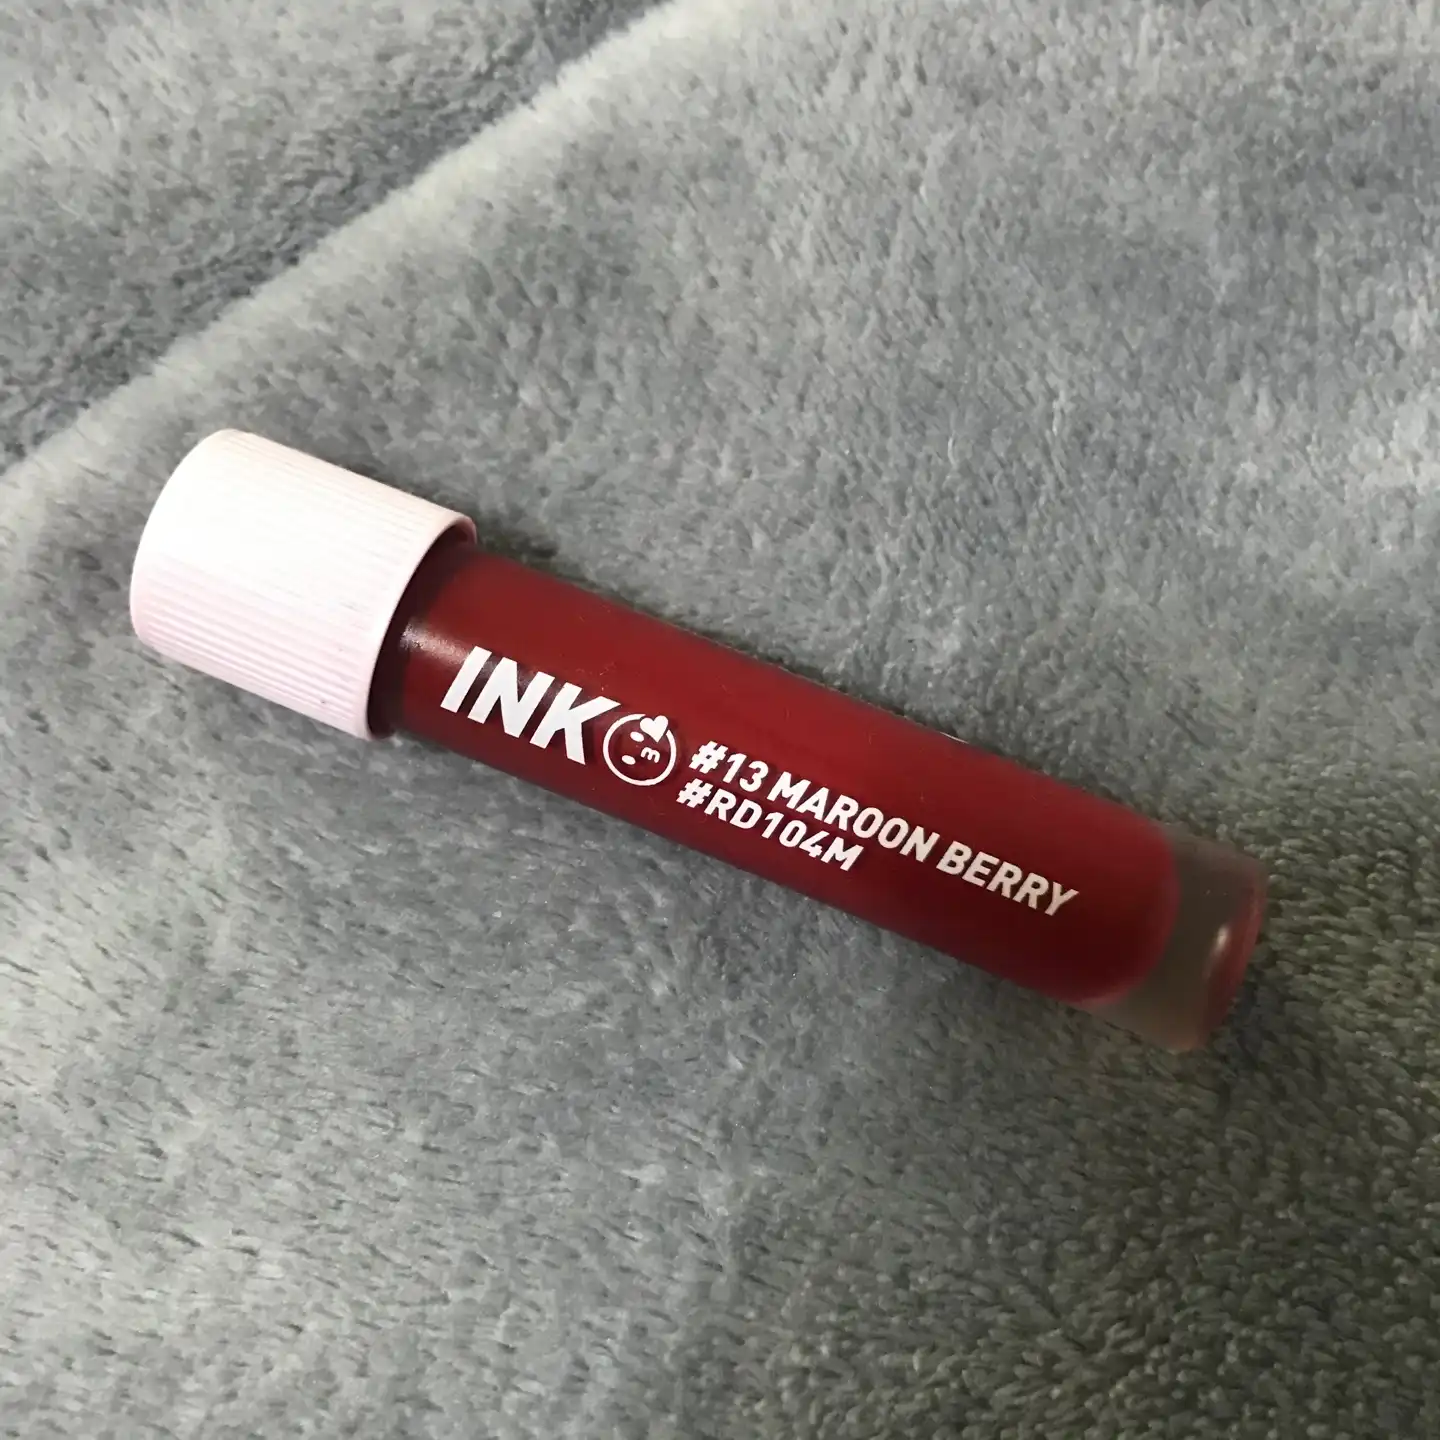 INK
#13 MAROON BERRY
#RD104M